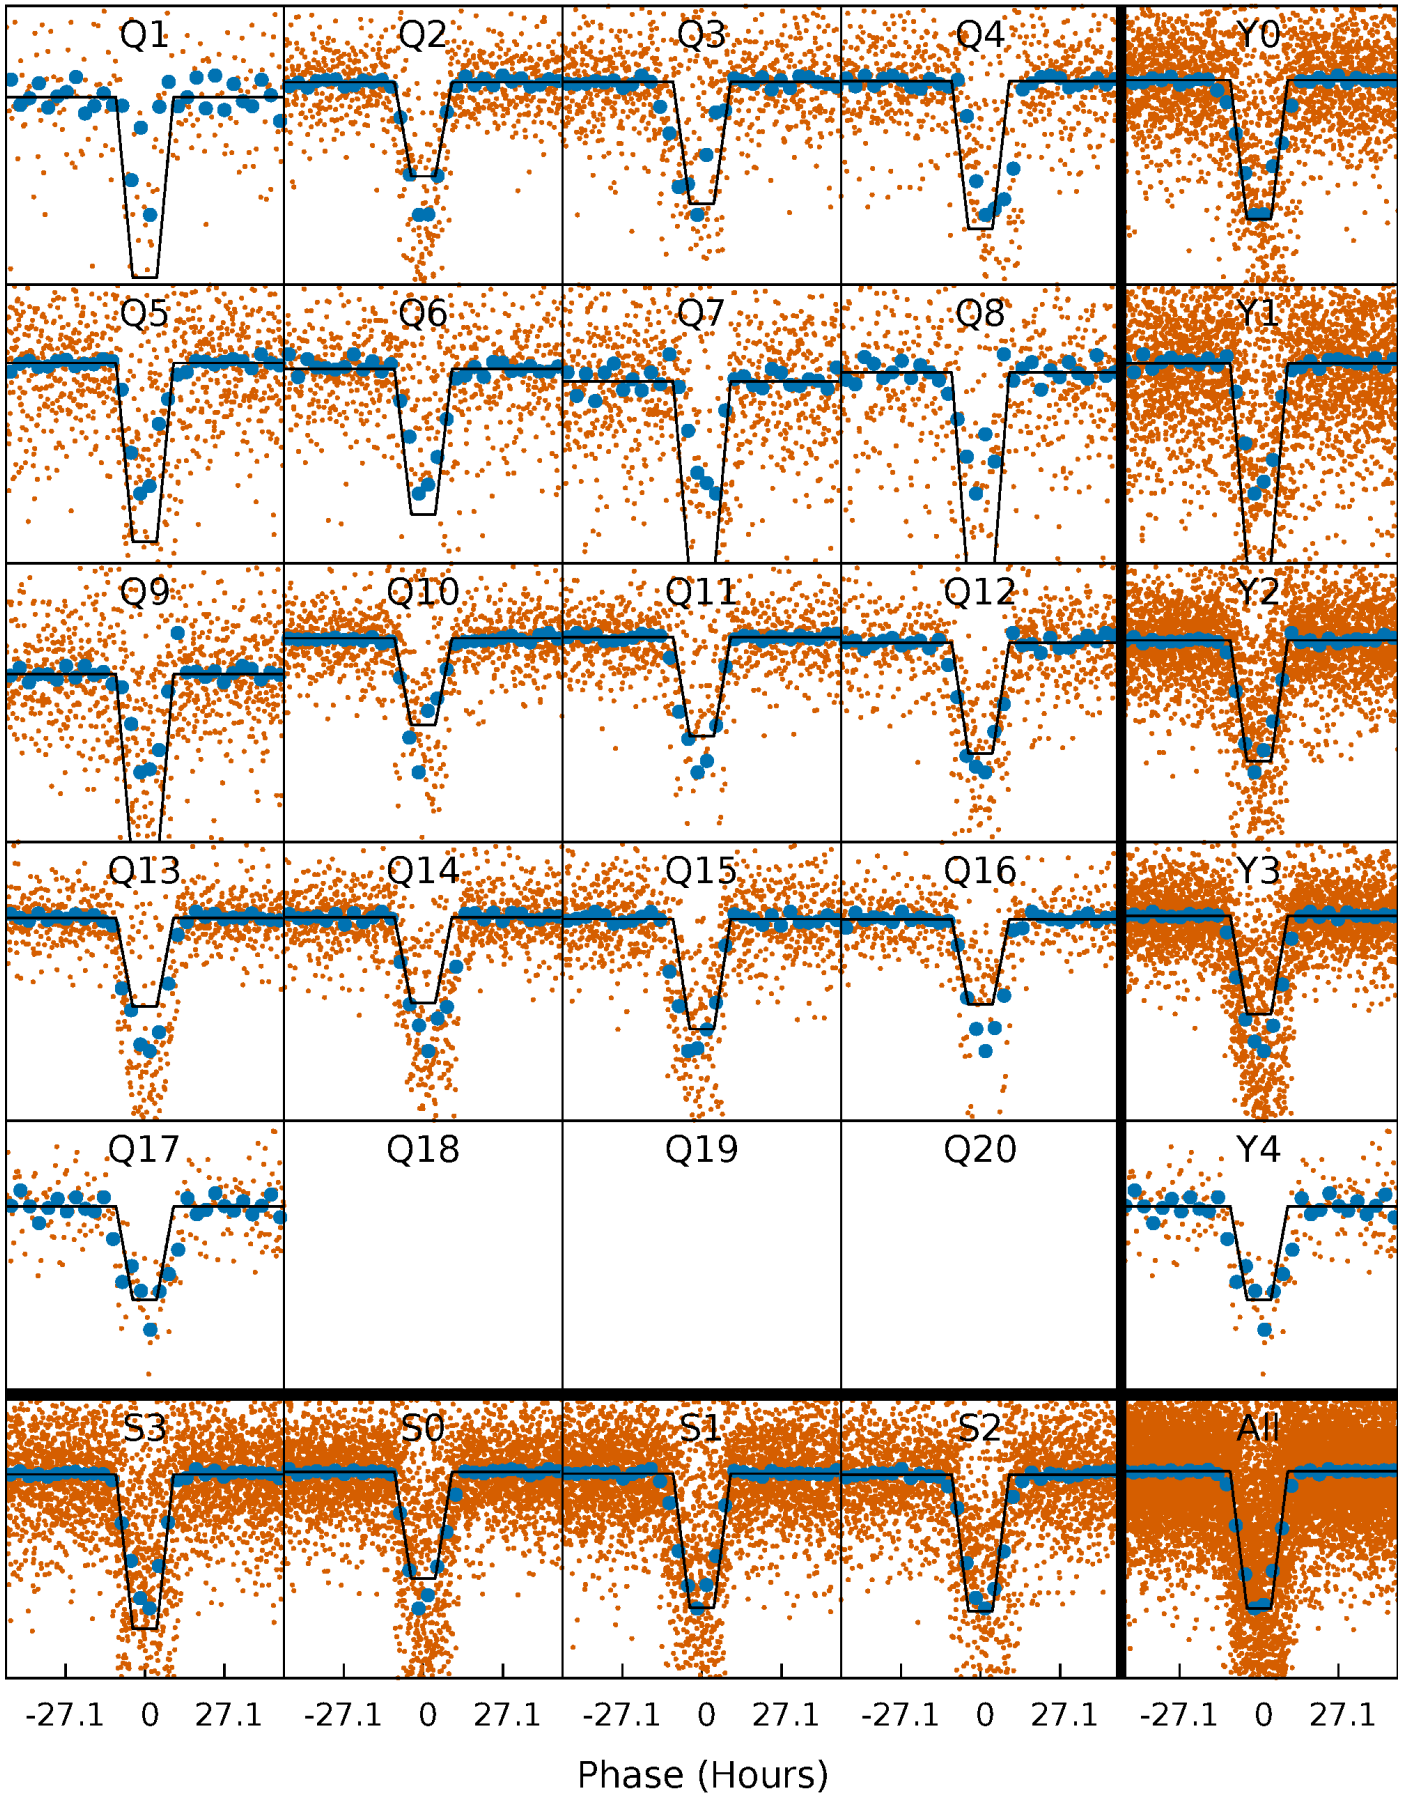 Q1 Q2 Q3 Q4 Y0
Q5 Q6 Q7 Q8 Y1
Q9 Q10 Q11 Q12 Y2
Q13 Q14 Q15 Q16 Y3
Q17 Q18 Q19 Q20 Y4
S3 S0 S1 S2 All
-27.1 0 27.1 -27.1 0 27.1 -27.1 0 27.1 -27.1 0 27.1 -27.1 0 27.1
Phase (Hours)